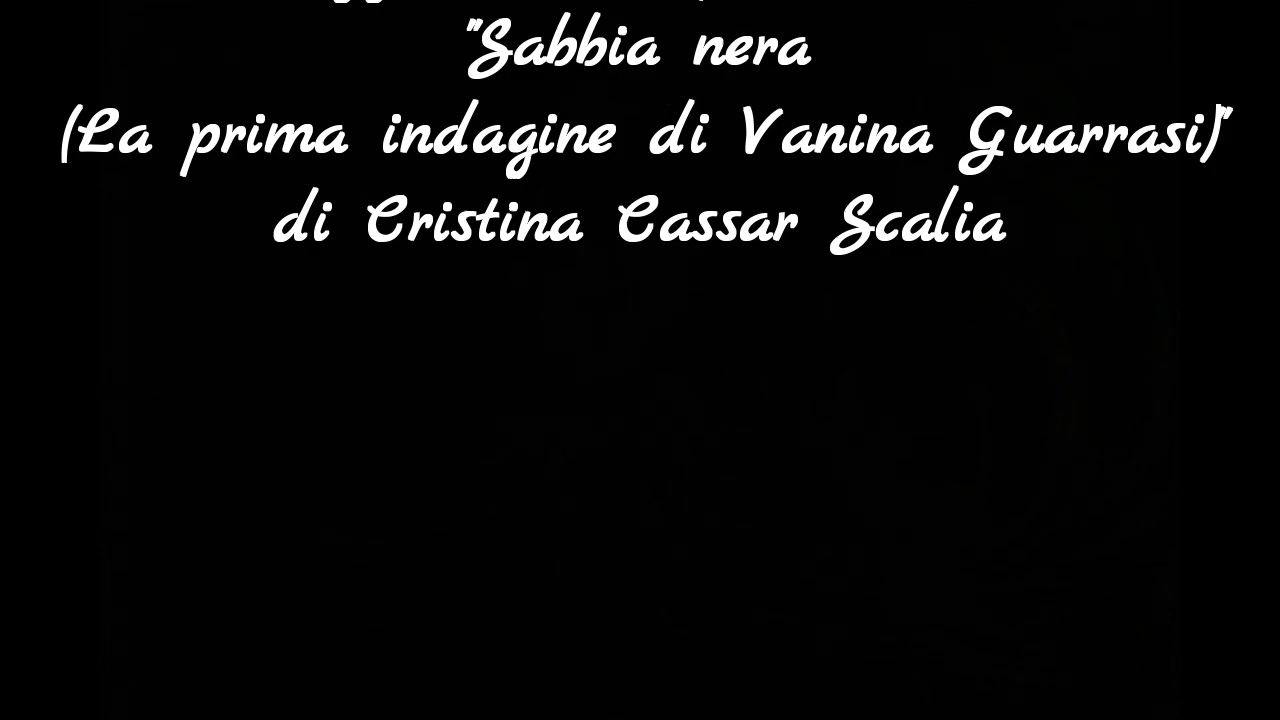 "Sabbia nera
(La prima indagine di Vanina Guarrasi)"
di Cristina Cassar Scalia